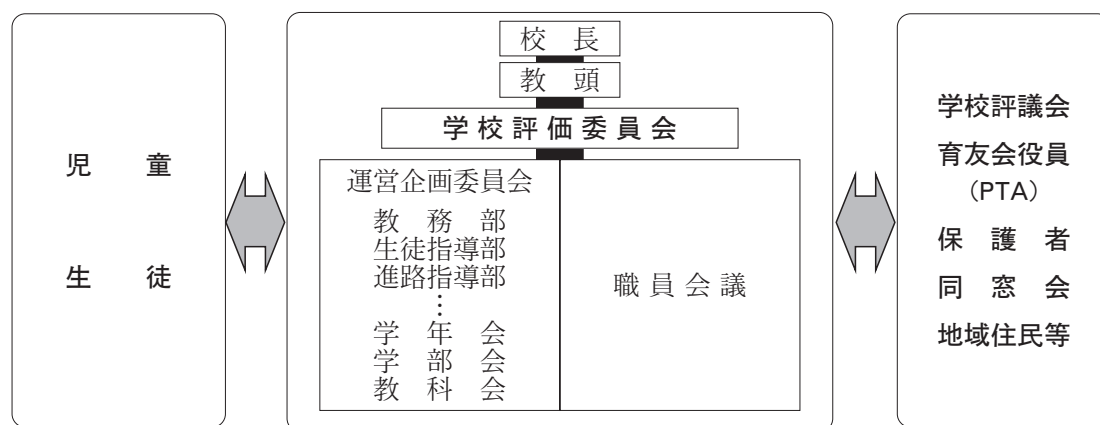 児童
生徒
校長
教頭
学校評価委員会
運営企画委員会
教務部
生徒指導部
進路指導部
⋮
学年会
学部会
教科会
職員会議
学校評議会
育友会役員
（PTA）
保護者
同窓会
地域住民等